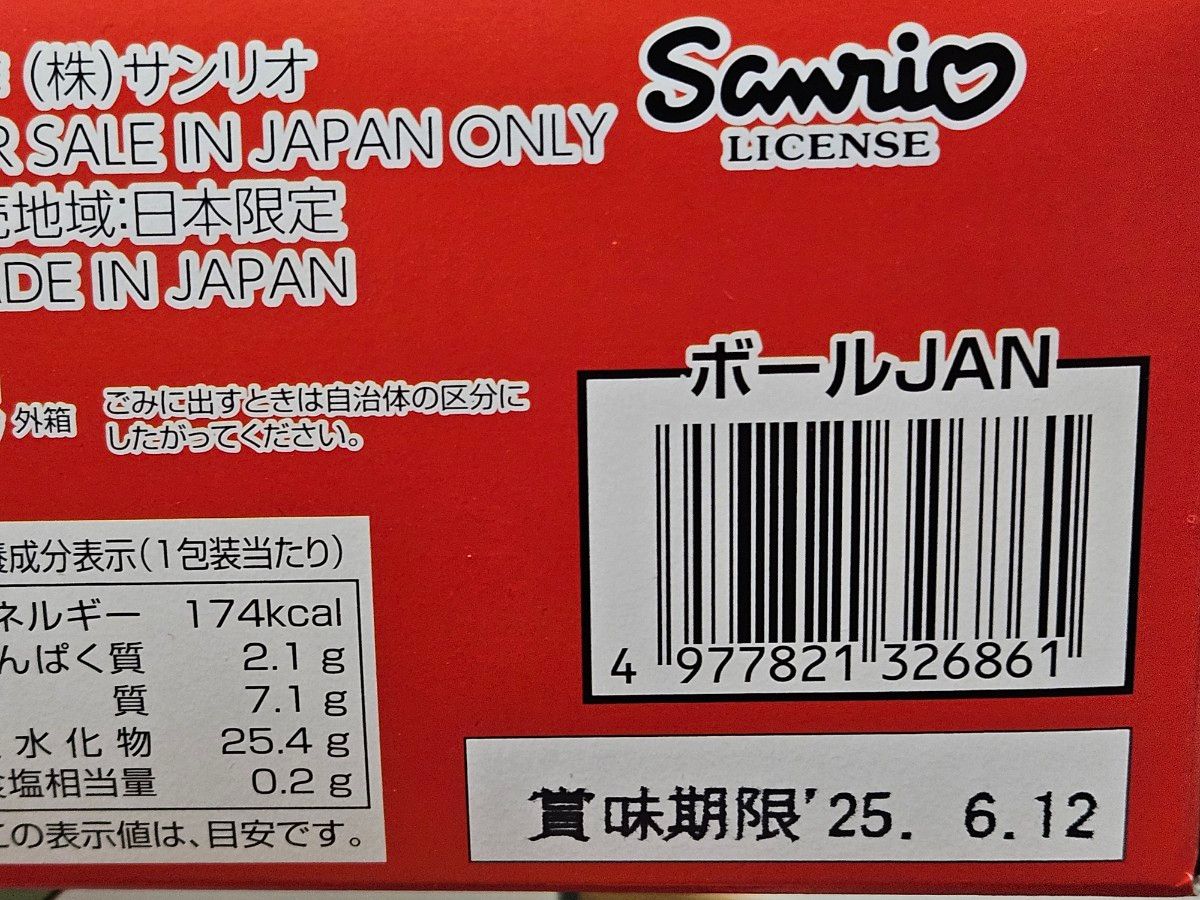 (株)サンリオ
SALE IN JAPAN ONLY
地域:日本限定
IN JAPAN
Sanrio
LICENSE
外箱
ごみに出すときは自治体の区分に
したがってください。
ボールJAN
4 977821 326861
成分表示(1包装当たり)
ネルギー 174kcal
んぱく質 2.1 g
質 7.1 g
水化物 25.4 g
塩相当量 0.2 g
この表示値は、目安です。
賞味期限'25. 6.12